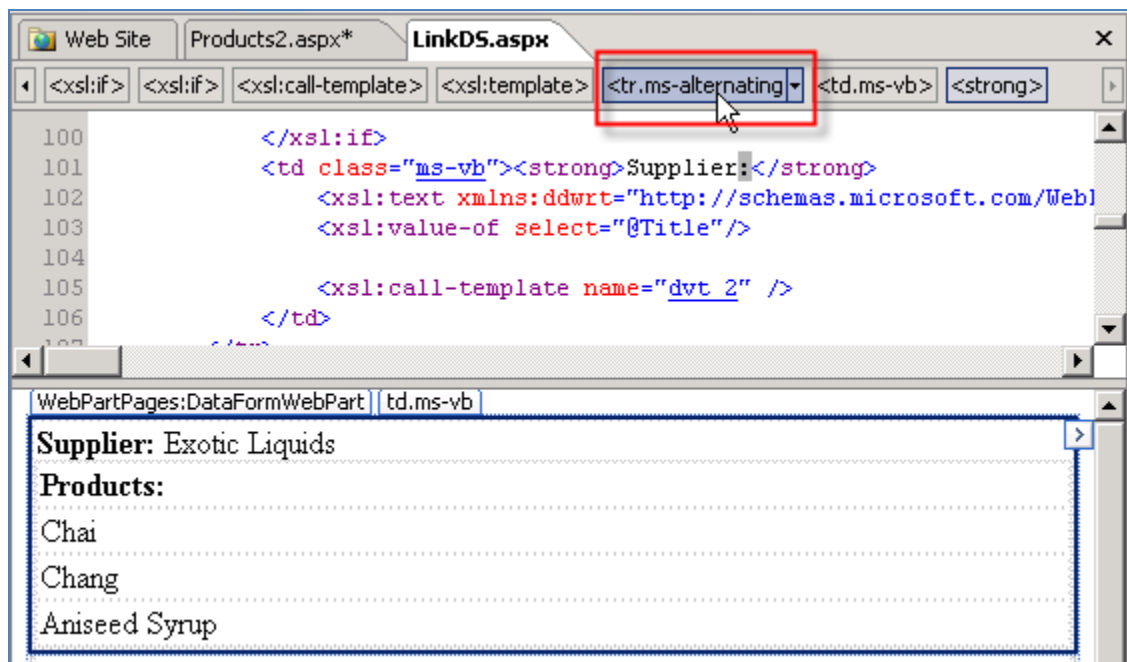 Web Site Products2.aspx* LinkDS.aspx
<xsl:if> <xsl:if> <xsl:call-template> <xsl:template> <tr.ms-alternating <td.ms-vb> <strong>
100 </xsl:if>
101 <td class="ms-vb"><strong>Supplier:</strong>
102 <xsl:text xmlns:ddwrt="http://schemas.microsoft.com/Web
103 <xsl:value-of select="@Title"/>
104
105 <xsl:call-template name="dvt_2" />
106 </td>
WebPartPages:DataFormWebPart td.ms-vb
Supplier: Exotic Liquids
Products:
Chai
Chang
Aniseed Syrup